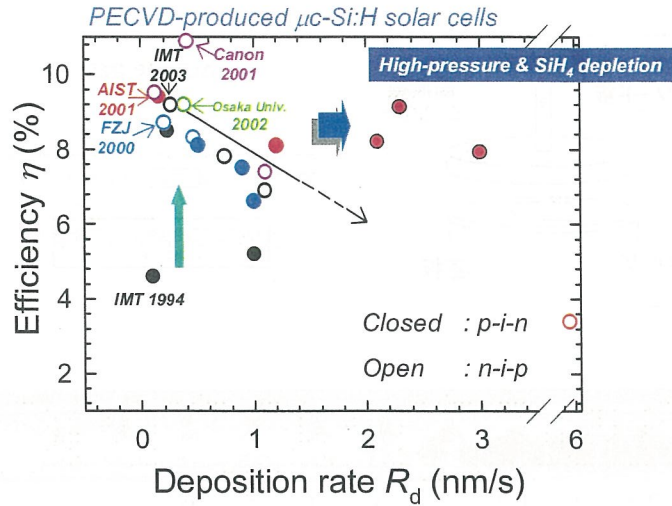 PECVD-produced μc-Si:H solar cells
High-pressure & SiH₄ depletion
IMT
2003
Canon
2001
AIST
2001
Osaka Univ.
2002
FZJ
2000
IMT 1994
Closed : p-i-n
Open : n-i-p
10
8
6
4
2
Efficiency η (%)
0 1 2 3 6
Deposition rate R_d (nm/s)